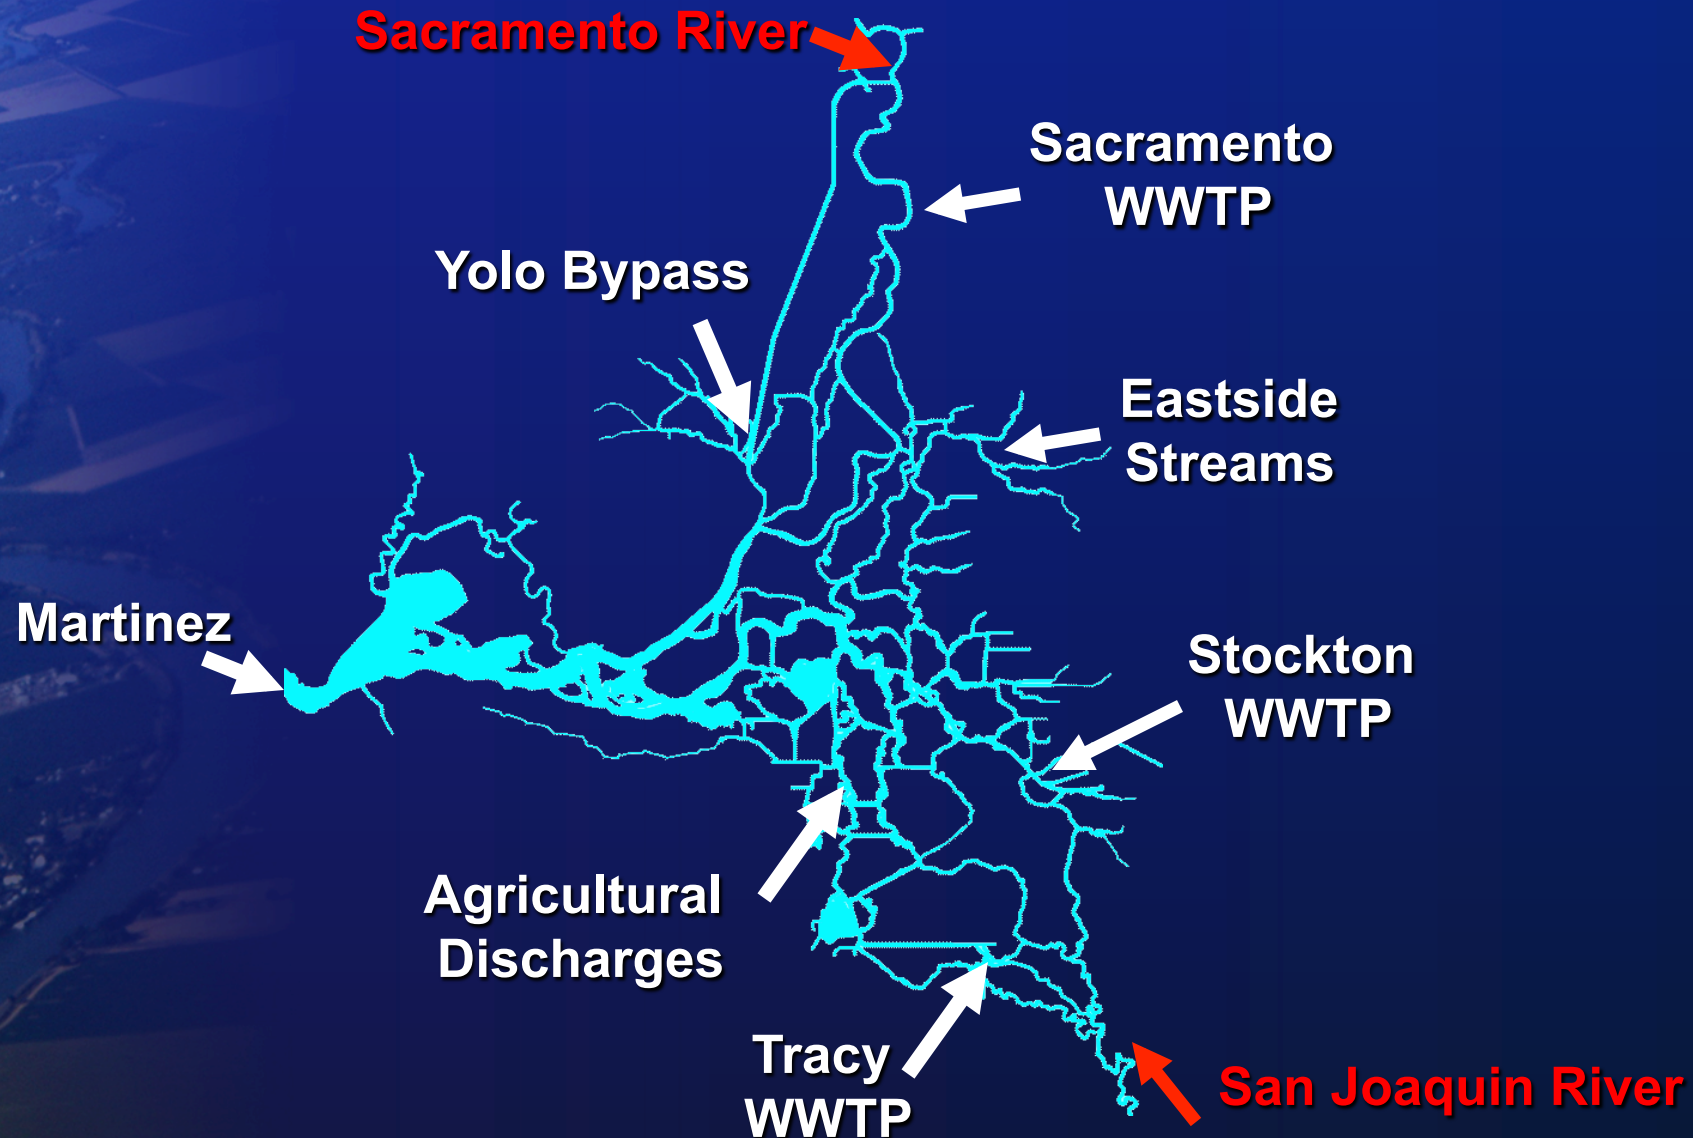 Sacramento River
Sacramento
WWTP
Yolo Bypass
Eastside
Streams
Martinez
Stockton
WWTP
Agricultural
Discharges
Tracy
WWTP
San Joaquin River